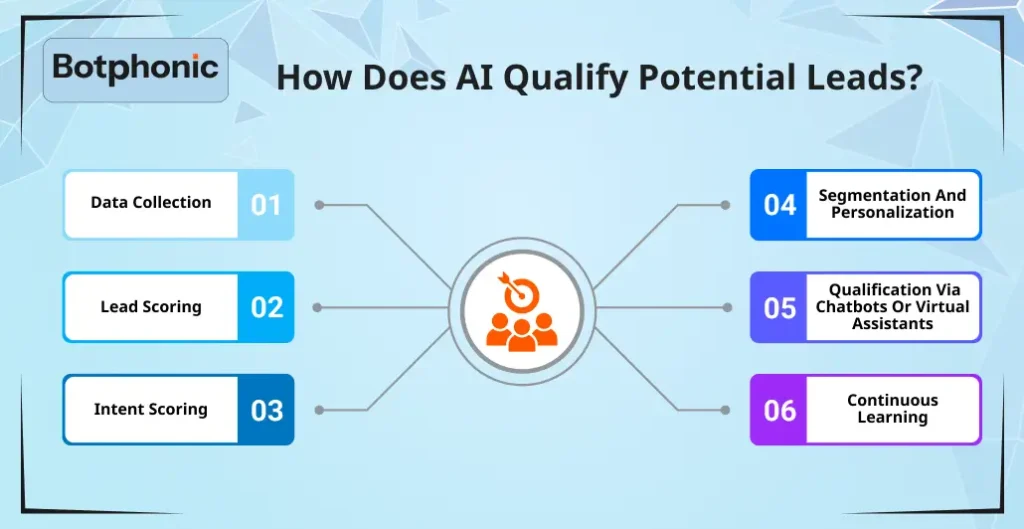 Botphonic
How Does AI Qualify Potential Leads?
Data Collection 01
Lead Scoring 02
Intent Scoring 03
04 Segmentation And
Personalization
05 Qualification Via
Chatbots Or Virtual
Assistants
06 Continuous
Learning